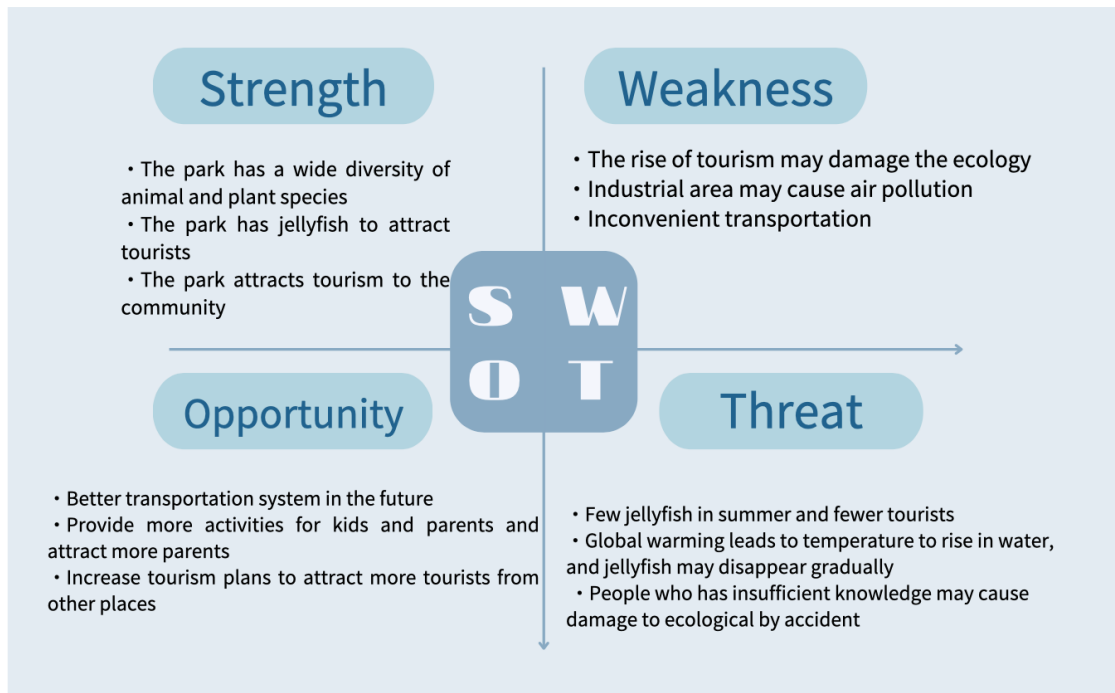 Strength
・The park has a wide diversity of
animal and plant species
・The park has jellyfish to attract
tourists
・The park attracts tourism to the
community
Weakness
・The rise of tourism may damage the ecology
・Industrial area may cause air pollution
・Inconvenient transportation
S W
O T
Opportunity
・Better transportation system in the future
・Provide more activities for kids and parents and
attract more parents
・Increase tourism plans to attract more tourists from
other places
Threat
・Few jellyfish in summer and fewer tourists
・Global warming leads to temperature to rise in water,
and jellyfish may disappear gradually
・People who has insufficient knowledge may cause
damage to ecological by accident